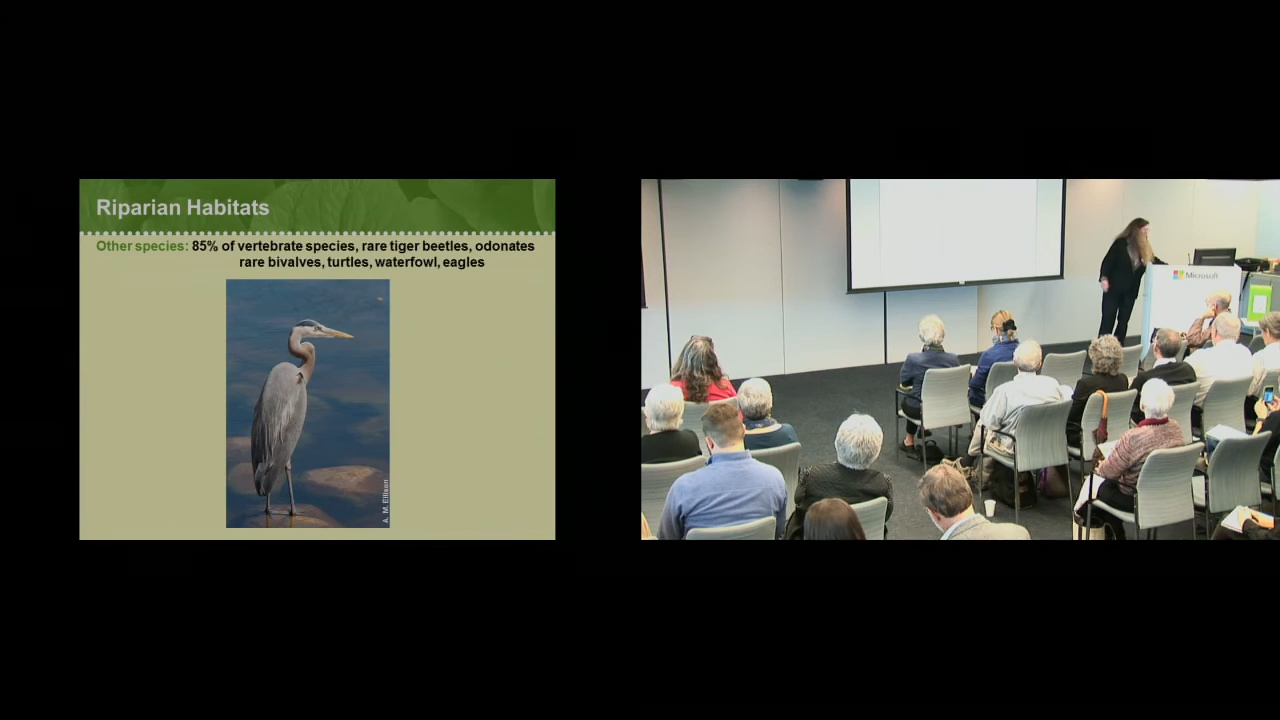 Riparian Habitats
Other species: 85% of vertebrate species, rare tiger beetles, odonates
rare bivalves, turtles, waterfowl, eagles
A. M. Ellison
Microsoft